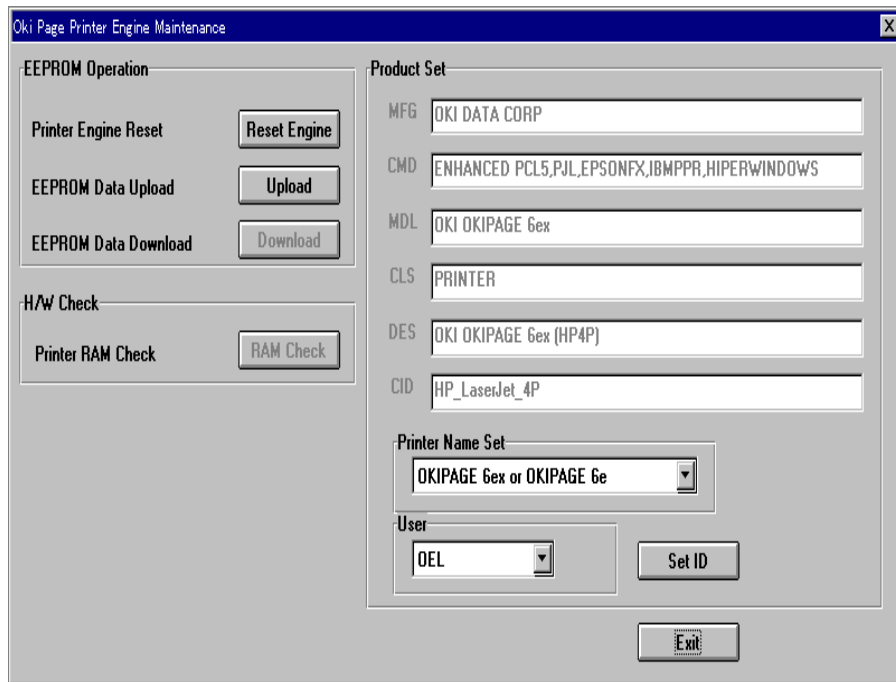 Oki Page Printer Engine Maintenance
X
EEPROM Operation
Printer Engine Reset
Reset Engine
EEPROM Data Upload
Upload
EEPROM Data Download
Download
H/W Check
Printer RAM Check
RAM Check
Product Set
MFG
OKI DATA CORP
CMD
ENHANCED PCL5,PJL,EPSONFX,IBMPPR,HIPERWINDOWS
MDL
OKI OKIPAGE 6ex
CLS
PRINTER
DES
OKI OKIPAGE 6ex (HP4P)
CID
HP_LaserJet_4P
Printer Name Set
OKIPAGE 6ex or OKIPAGE 6e
User
OEL
Set ID
Exit